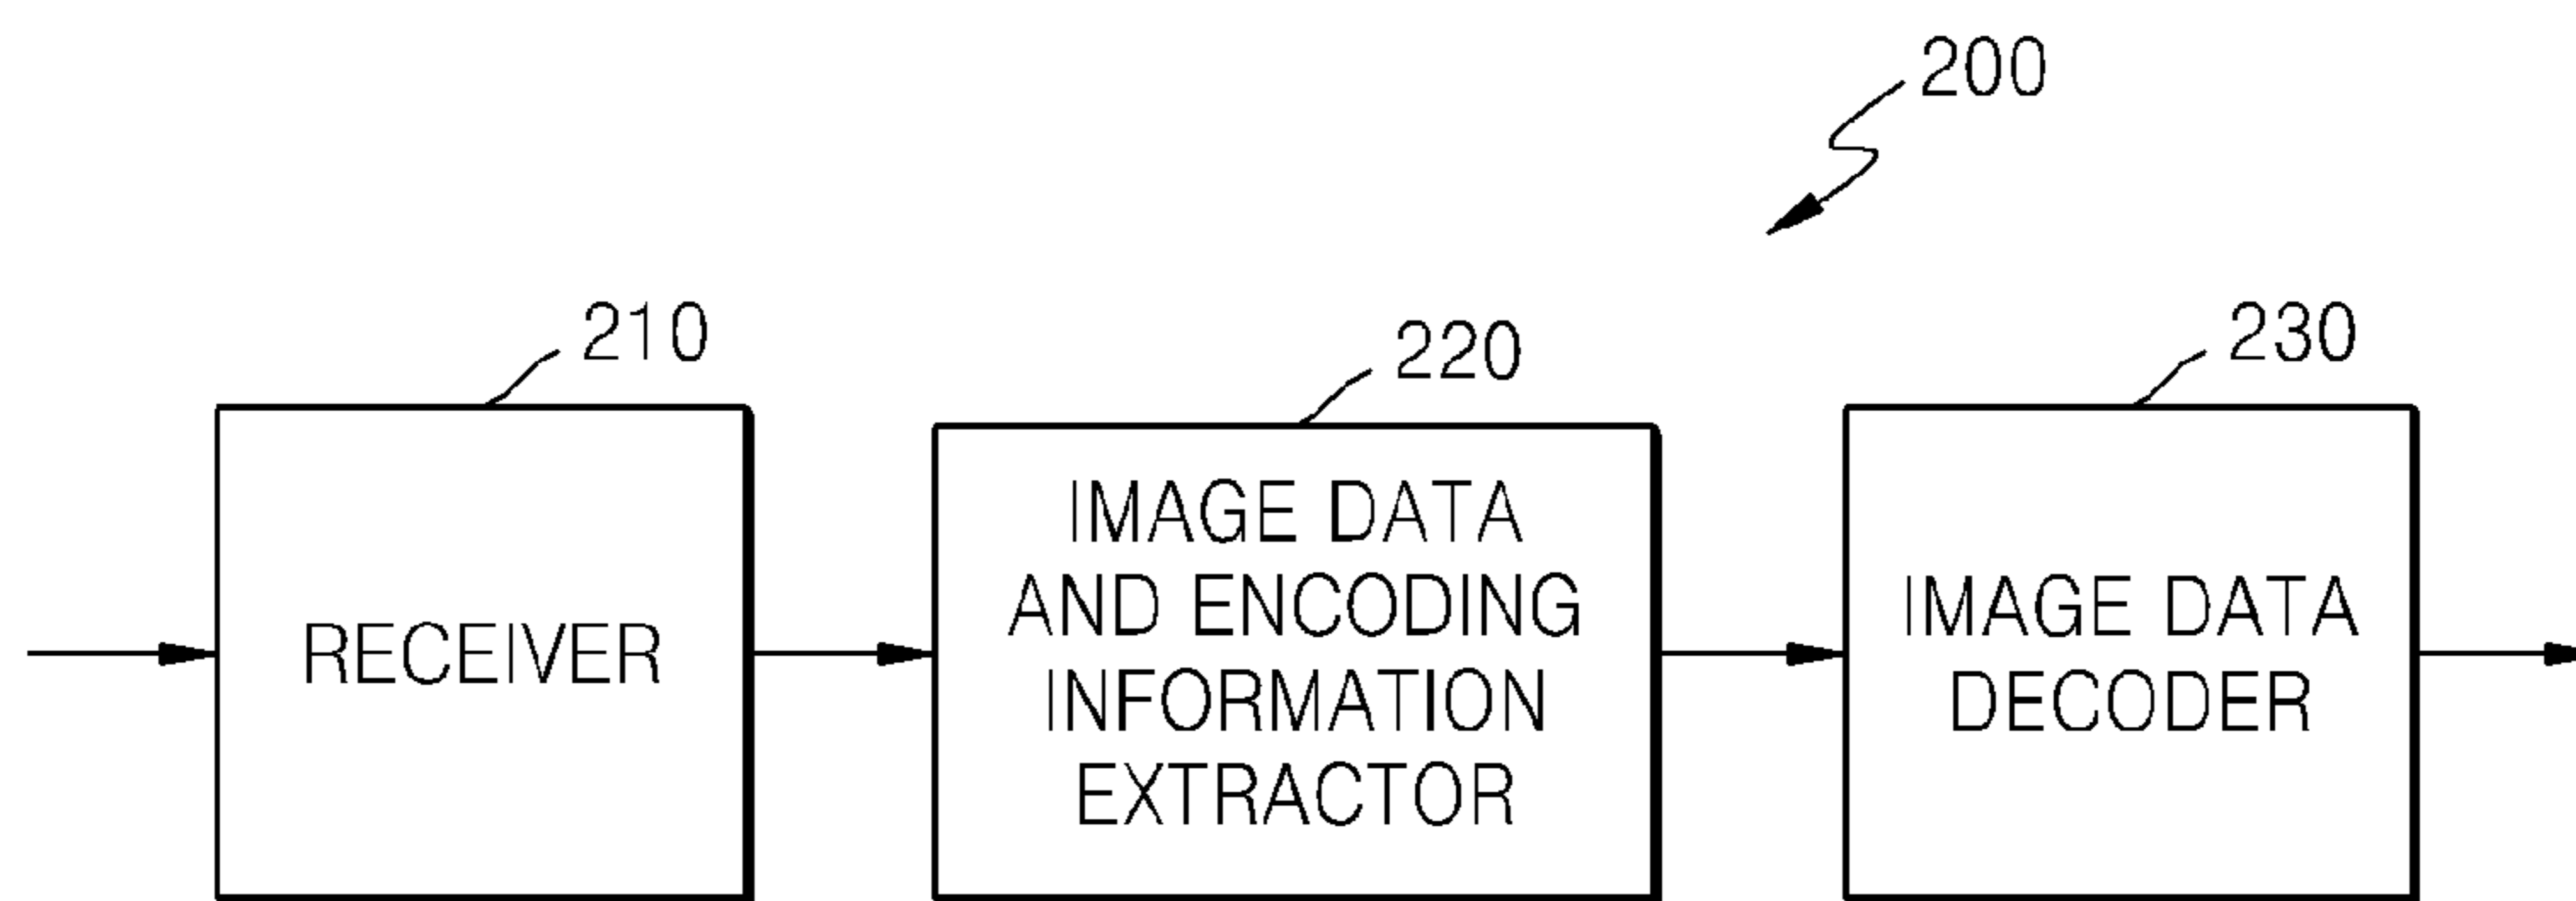 200
210
220
230
RECEIVER
IMAGE DATA
AND ENCODING
INFORMATION
EXTRACTOR
IMAGE DATA
DECODER